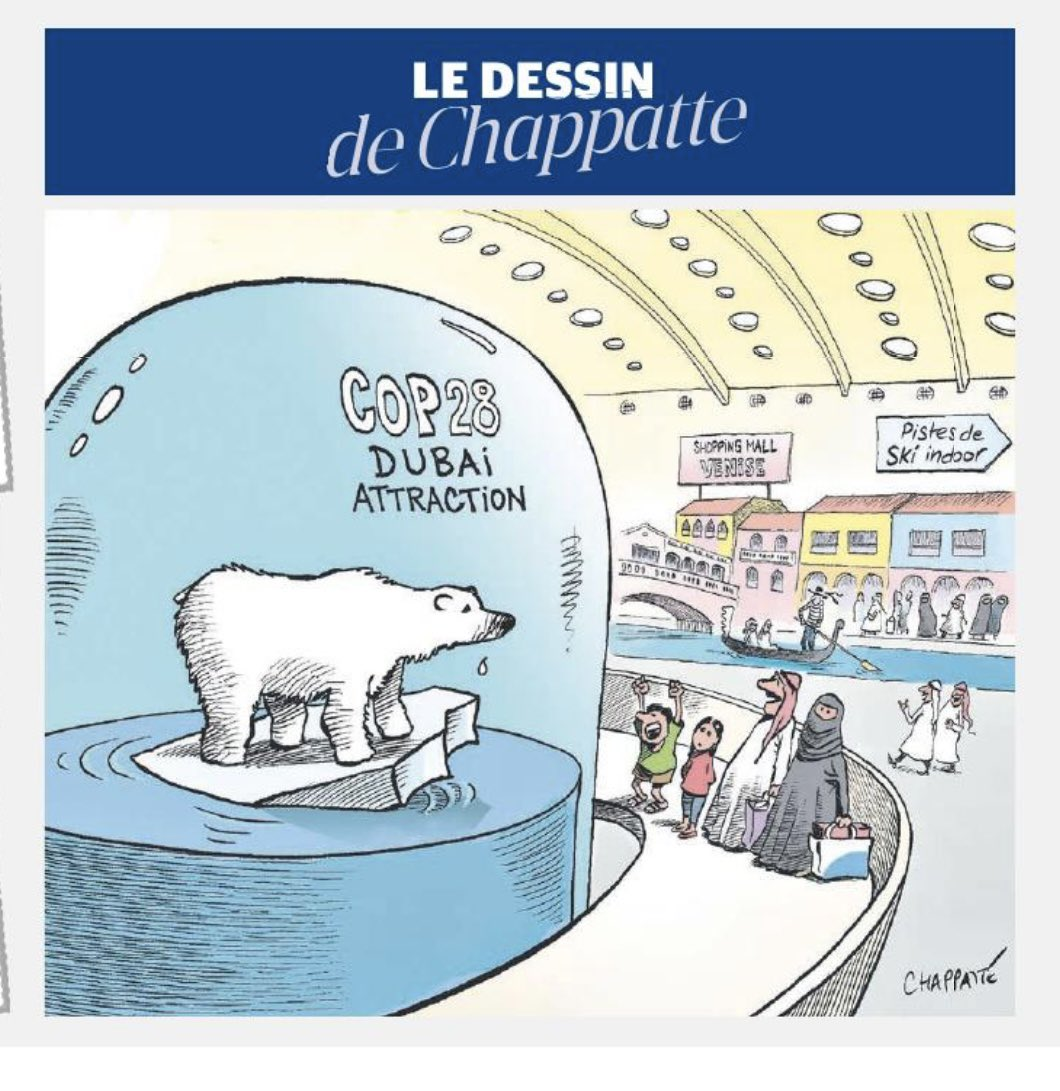 LE DESSIN
de Chappatte
COP28
DUBAI
ATTRACTION
SHOPPING MALL
VENISE
Pistes de
Ski indoor
CHAPPATTE